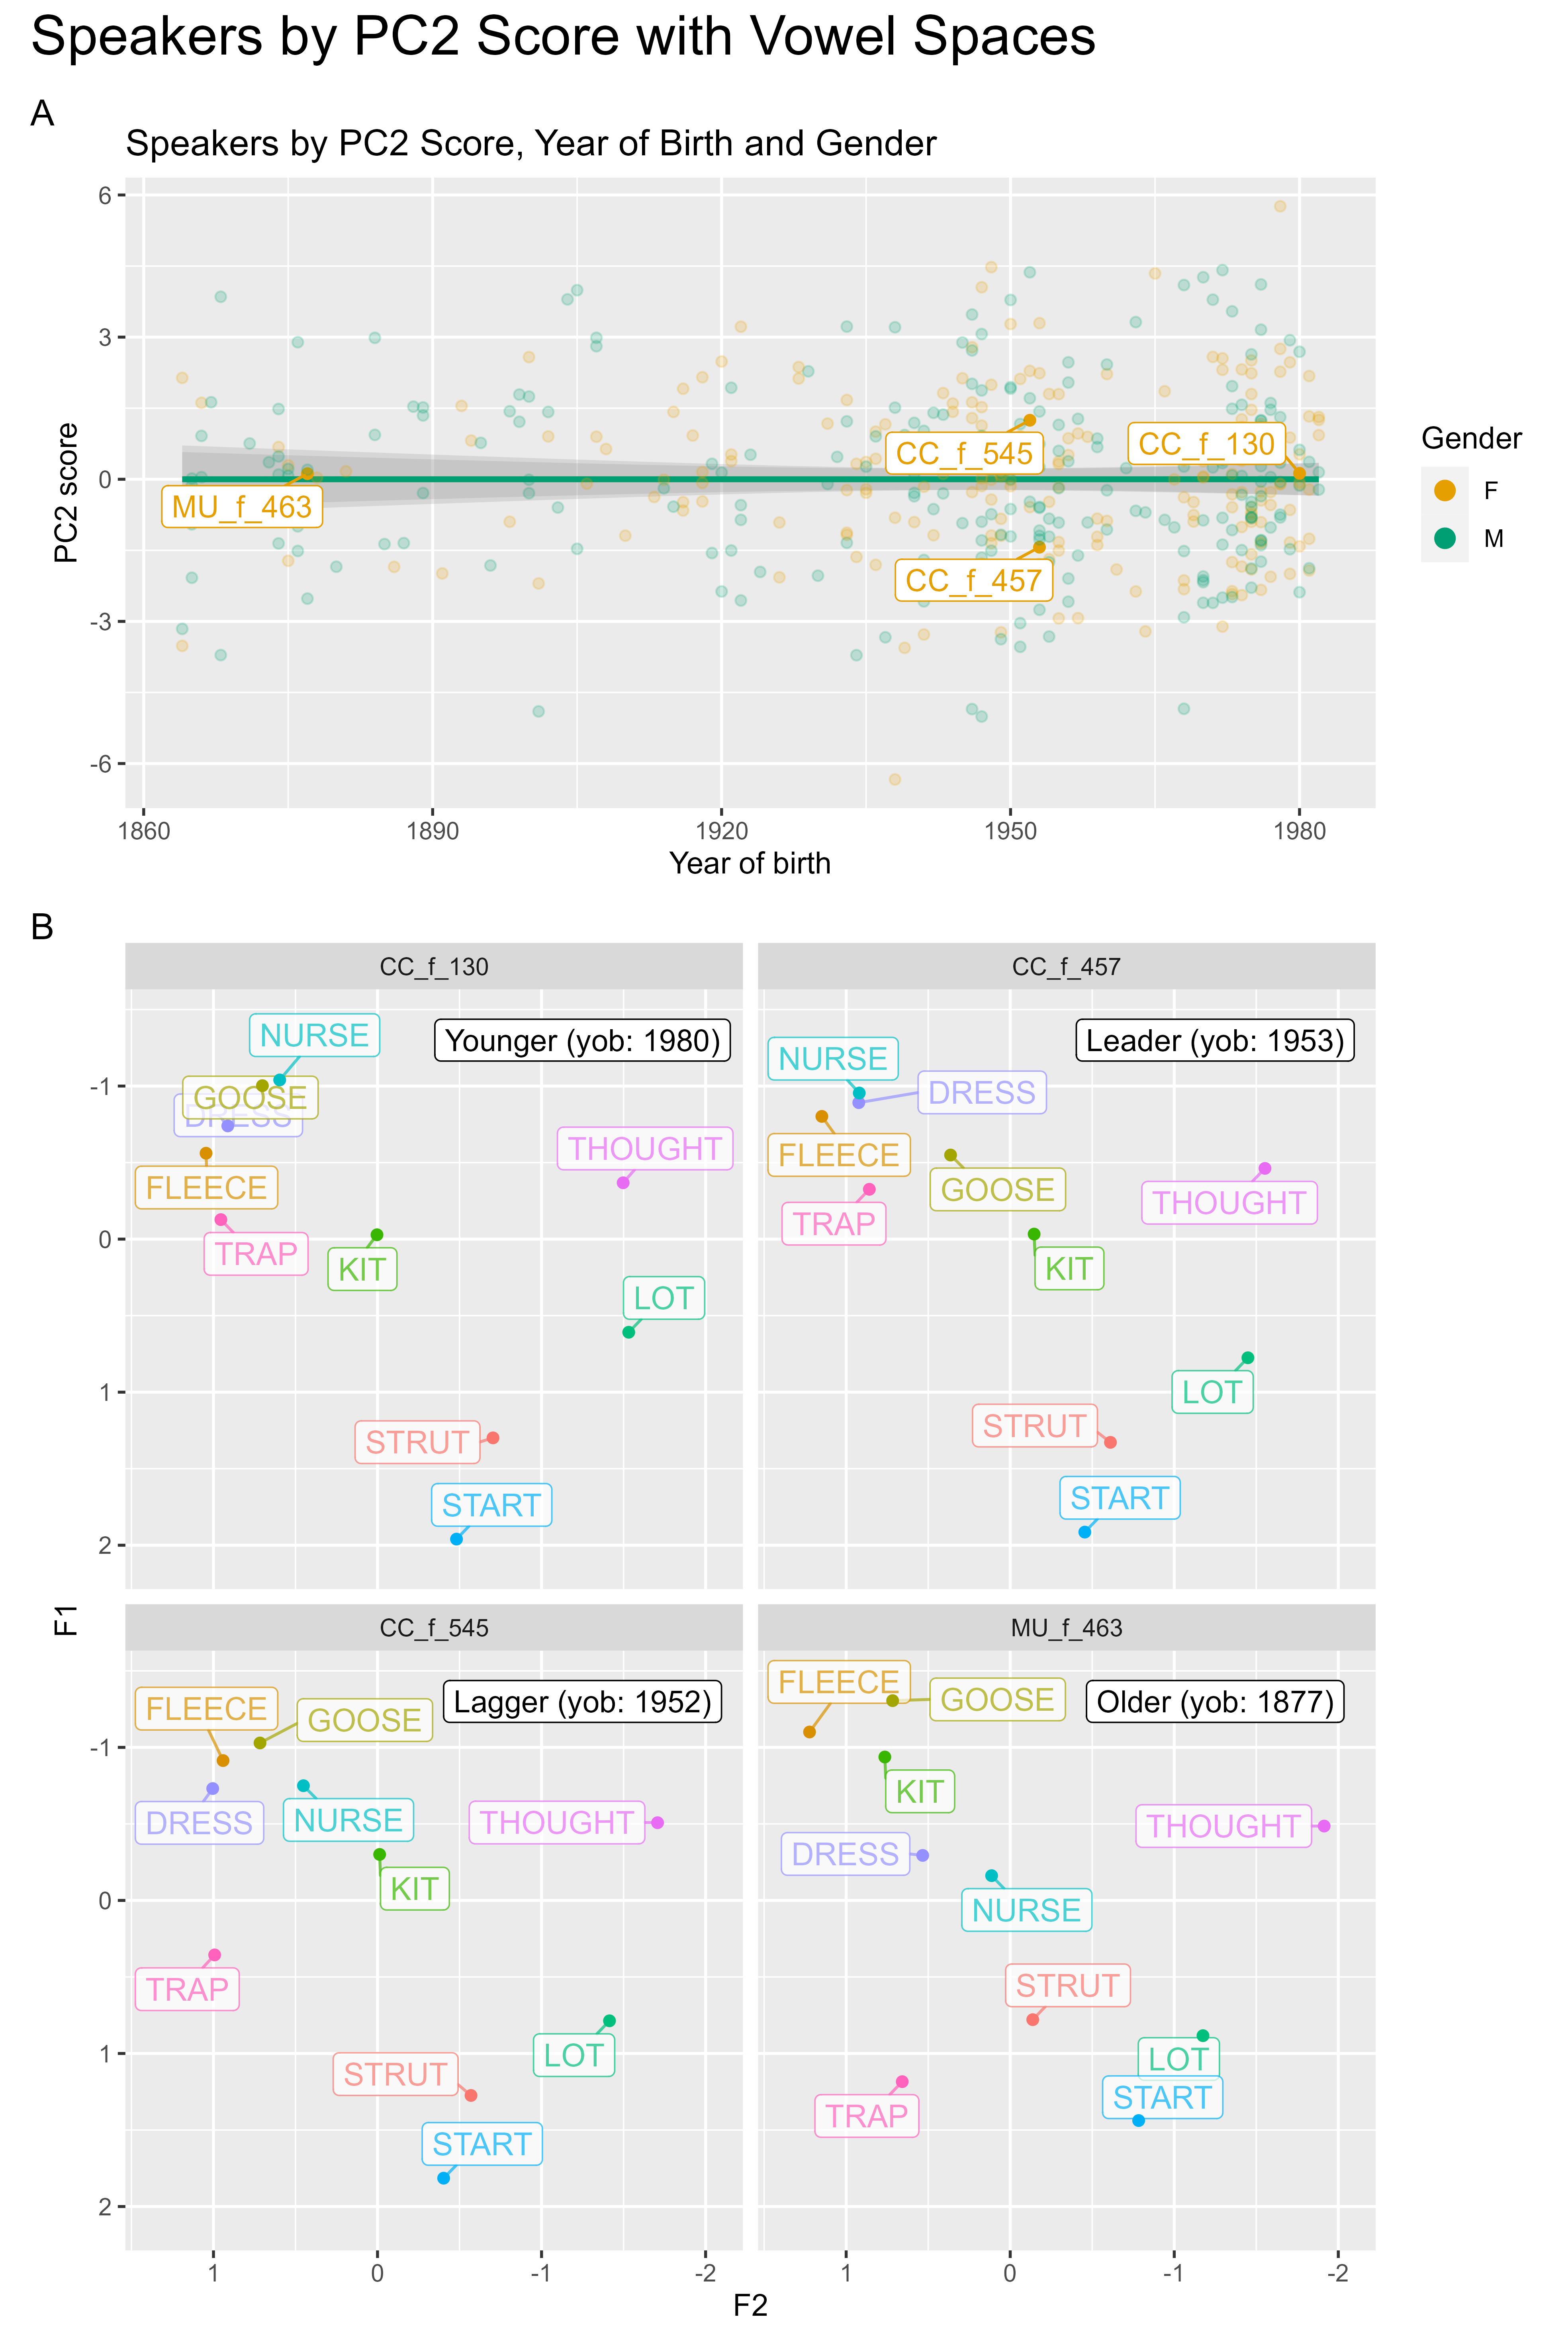 Speakers by PC2 Score with Vowel Spaces
A
Speakers by PC2 Score, Year of Birth and Gender
PC2 score
6
3
0
-3
-6
CC_f_545
CC_f_130
MU_f_463
CC_f_457
1860 1890 1920 1950 1980
Year of birth
Gender
F
M
B
CC_f_130
NURSE
Younger (yob: 1980)
GOOSE
DRESS
THOUGHT
FLEECE
TRAP
KIT
LOT
STRUT
START
CC_f_457
NURSE
Leader (yob: 1953)
DRESS
FLEECE
GOOSE
THOUGHT
TRAP
KIT
LOT
STRUT
START
-1
0
1
2
F1
CC_f_545
FLEECE
GOOSE
Lagger (yob: 1952)
DRESS
NURSE
THOUGHT
KIT
TRAP
LOT
STRUT
START
MU_f_463
FLEECE
GOOSE
Older (yob: 1877)
KIT
THOUGHT
DRESS
NURSE
STRUT
LOT
START
TRAP
-1
0
1
2
1 0 -1 -2
1 0 -1 -2
F2